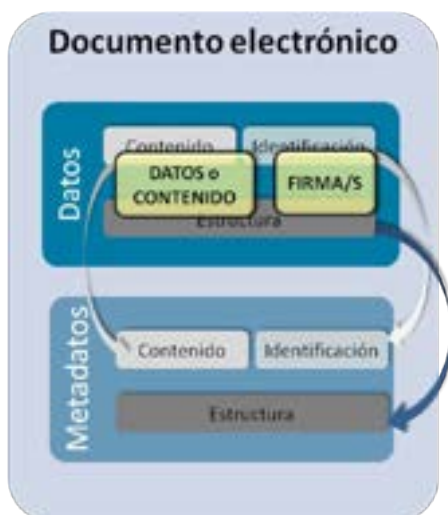 Documento electrónico
Datos
Contenido
Identificación
DATOS o
CONTENIDO
FIRMA/S
Estructura
Metadatos
Contenido
Identificación
Estructura